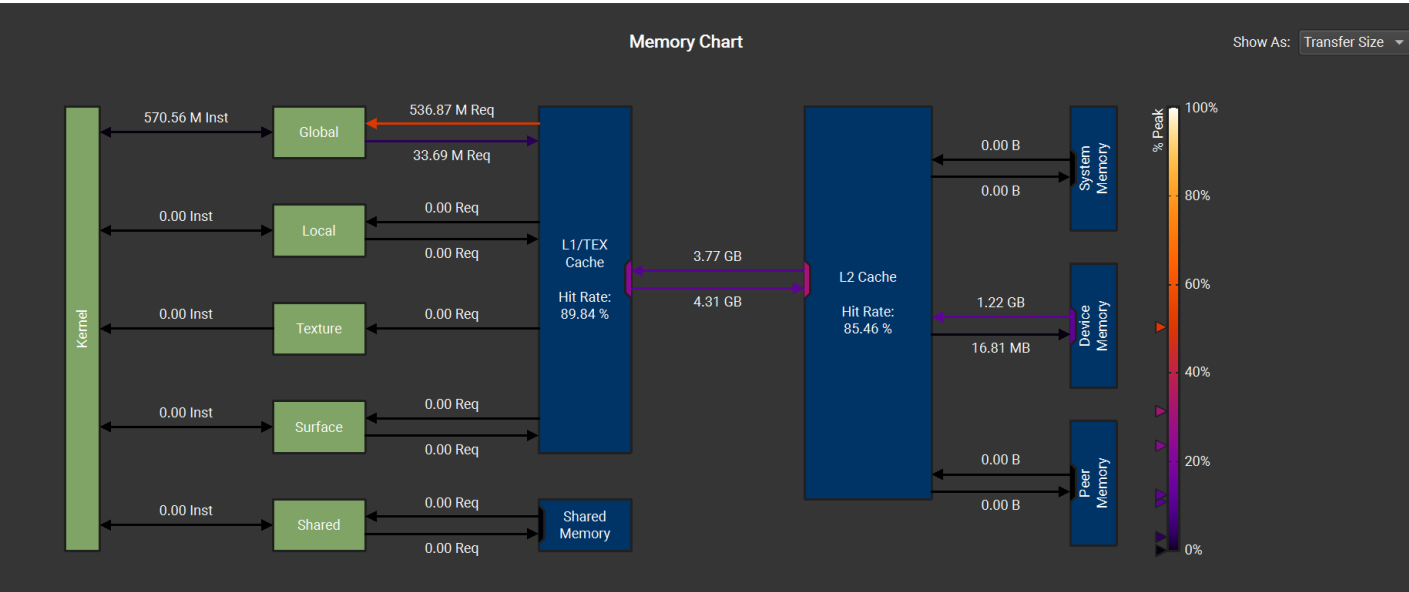 Memory Chart
Show As: Transfer Size
Kernel
570.56 M Inst
Global
536.87 M Req
33.69 M Req
0.00 Inst
Local
0.00 Req
0.00 Req
0.00 Inst
Texture
0.00 Req
0.00 Inst
Surface
0.00 Req
0.00 Req
0.00 Inst
Shared
0.00 Req
0.00 Req
L1/TEX
Cache
Hit Rate:
89.84 %
Shared
Memory
3.77 GB
4.31 GB
L2 Cache
Hit Rate:
85.46 %
0.00 B
0.00 B
System
Memory
1.22 GB
16.81 MB
Device
Memory
0.00 B
0.00 B
Peer
Memory
% Peak
100%
80%
60%
40%
20%
0%